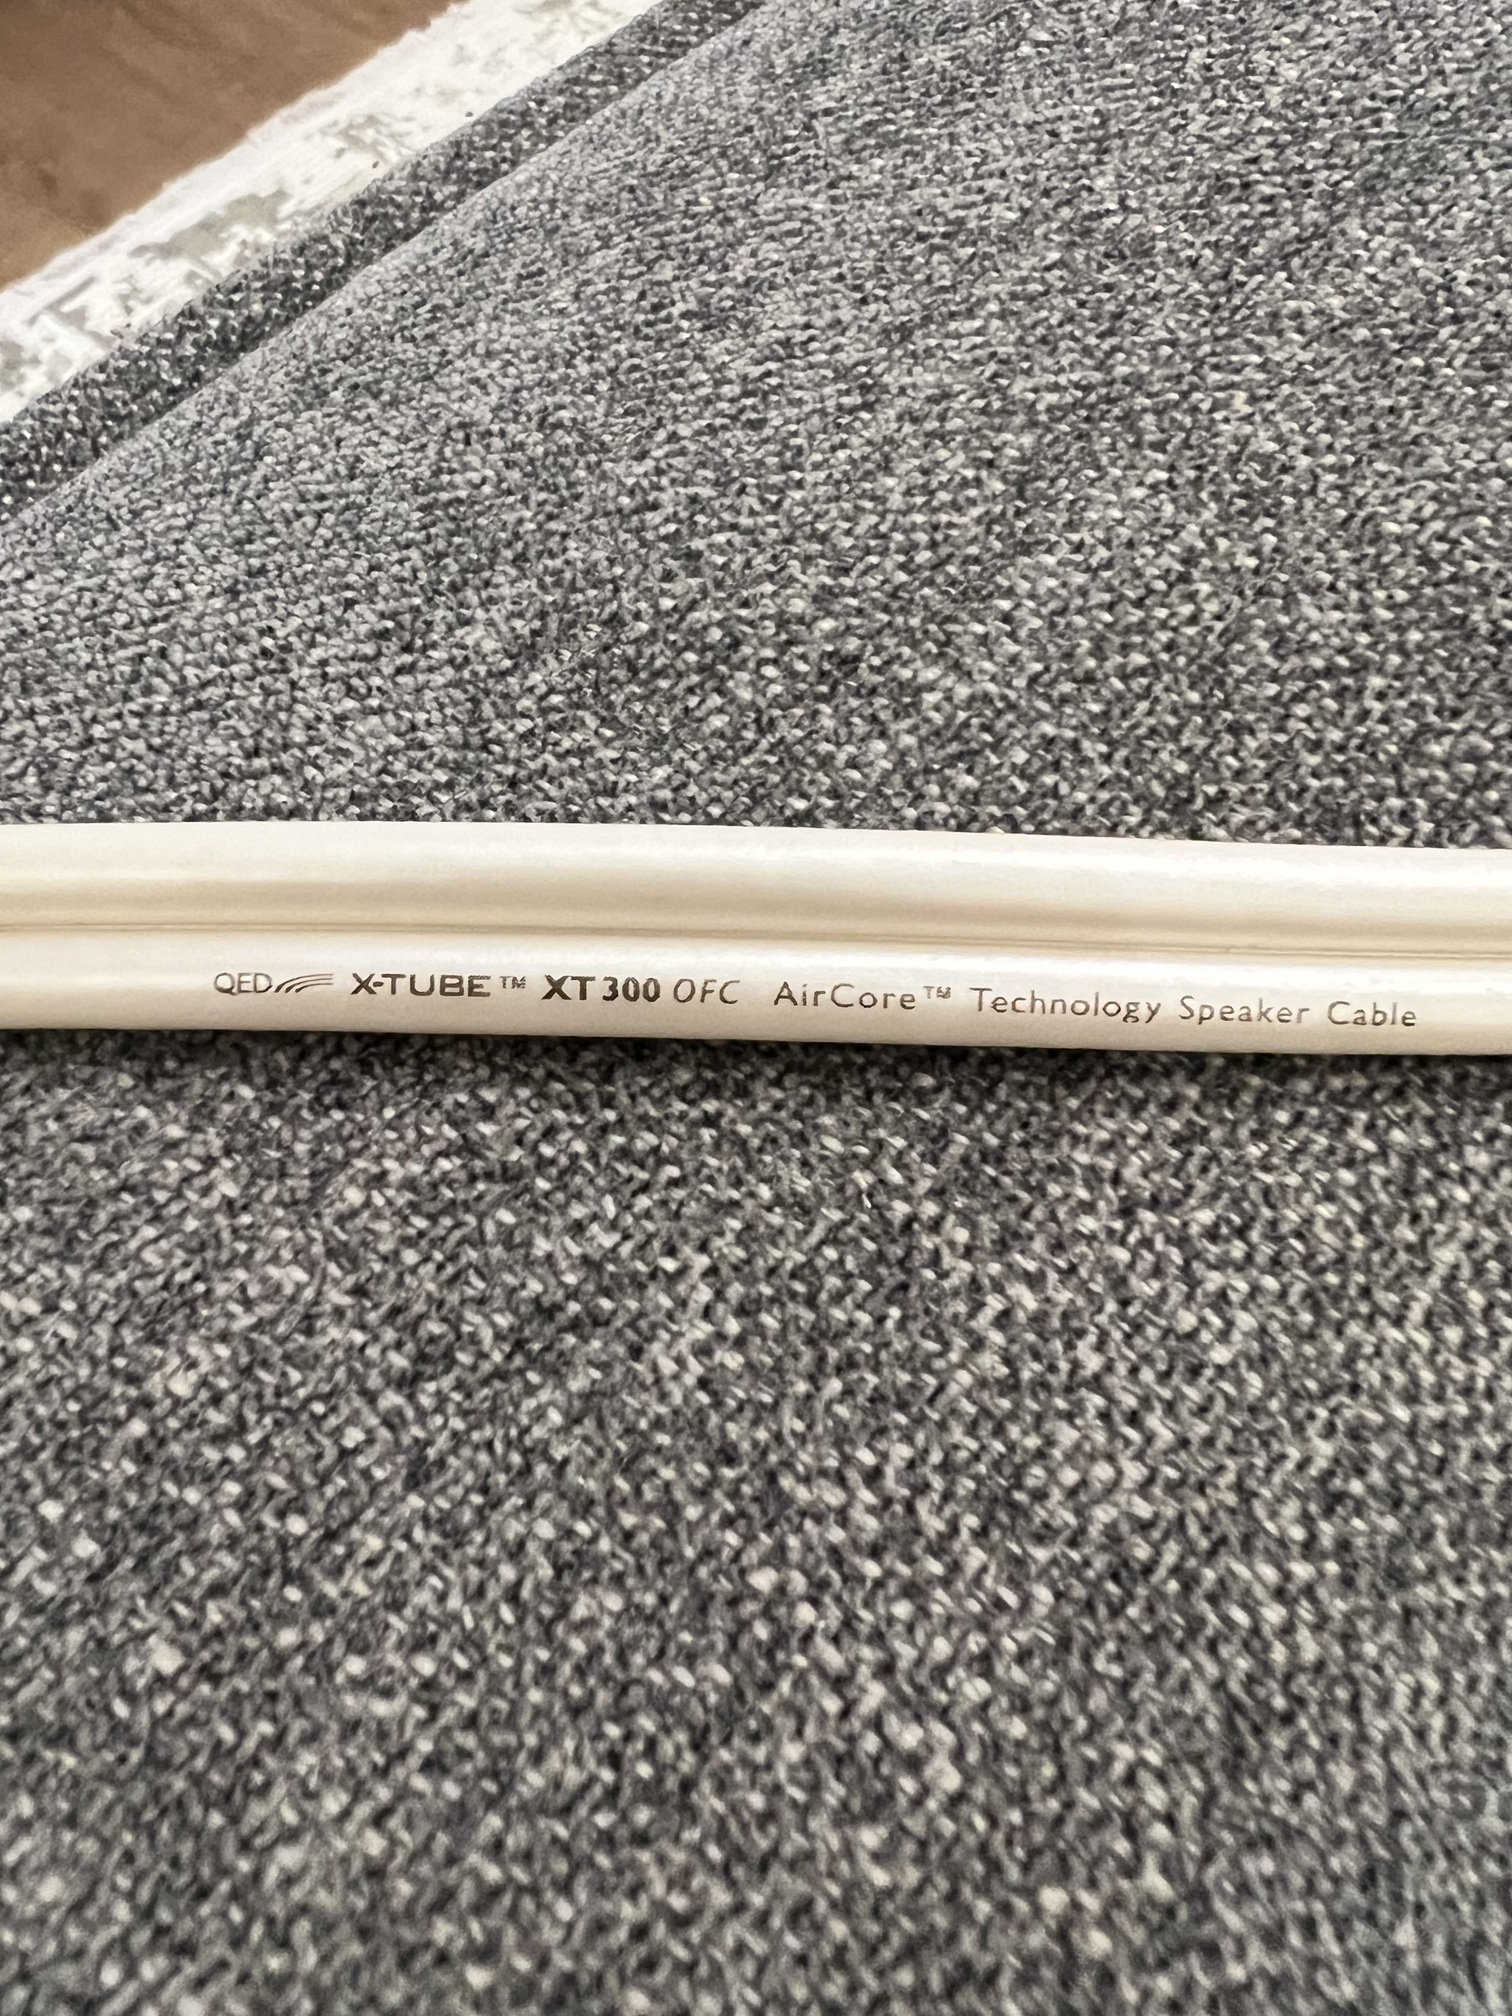 QED X-TUBE™ XT300 OFC AirCore™ Technology Speaker Cable